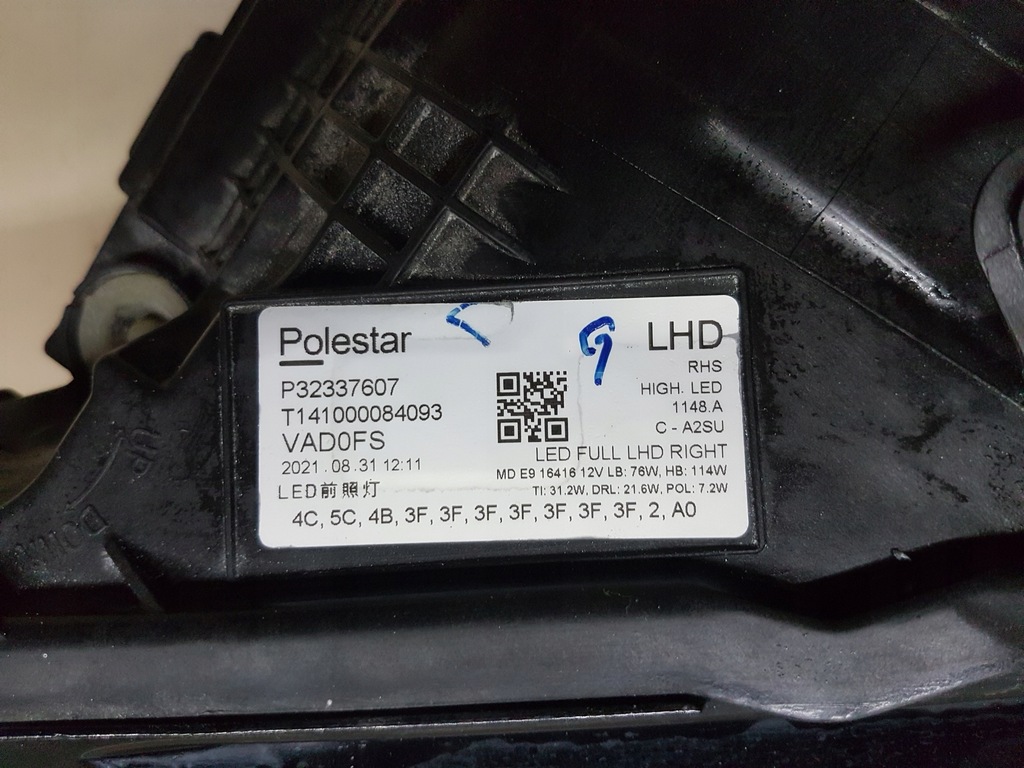 Polestar
P32337607
T141000084093
VAD0FS
2021.08.31 12:11
LED前照灯
LHD
RHS
HIGH. LED
1148.A
C - A2SU
LED FULL LHD RIGHT
MD E9 16416 12V LB: 76W, HB: 114W
TI: 31.2W, DRL: 21.6W, POL: 7.2W
4C, 5C, 4B, 3F, 3F, 3F, 3F, 3F, 3F, 3F, 2, A0